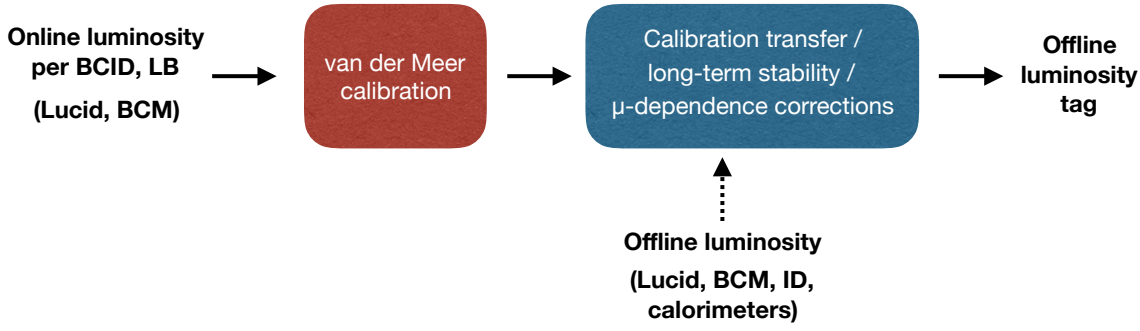 Online luminosity
per BCID, LB
(Lucid, BCM)
van der Meer
calibration
Calibration transfer /
long-term stability /
μ-dependence corrections
Offline
luminosity
tag
Offline luminosity
(Lucid, BCM, ID,
calorimeters)